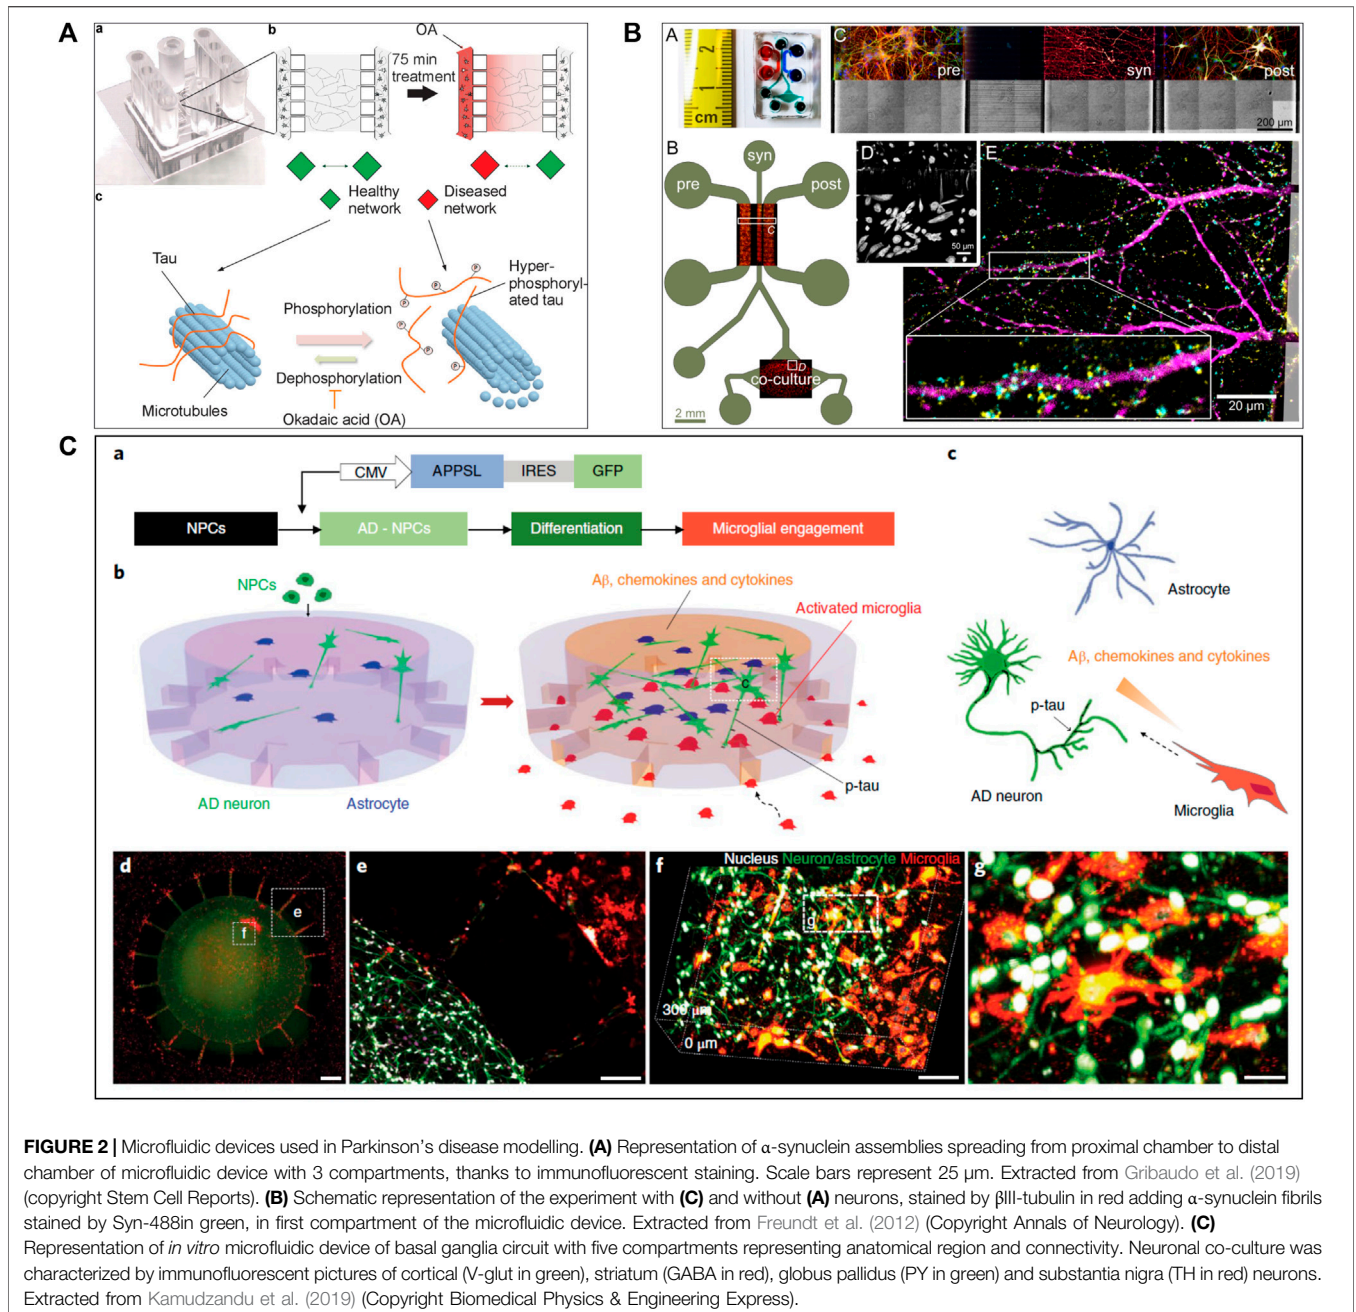 A
a
b
OA
75 min
treatment
Healthy
network
Diseased
network
c
Tau
Phosphorylation
Dephosphorylation
Microtubules
Okadaic acid (OA)
Hyper-
phosphoryl-
ated tau
P
P
P
P
P
B
A
2
1
cm
C
pre
syn
post
200 µm
B
syn
pre
post
C
D
co-culture
2 mm
D
50 µm
E
20 µm
C
a
CMV
APPSL
IRES
GFP
NPCs
AD - NPCs
Differentiation
Microglial engagement
b
NPCs
Aβ, chemokines and cytokines
Activated microglia
c
p-tau
AD neuron
Astrocyte
c
Astrocyte
Aβ, chemokines and cytokines
p-tau
AD neuron
Microglia
d
e
f
e
f
Nucleus Neuron/astrocyte Microglia
g
300 µm
0 µm
g
FIGURE 2 | Microfluidic devices used in Parkinson's disease modelling. (A) Representation of α-synuclein assemblies spreading from proximal chamber to distal
chamber of microfluidic device with 3 compartments, thanks to immunofluorescent staining. Scale bars represent 25 µm. Extracted from Gribaudo et al. (2019)
(copyright Stem Cell Reports). (B) Schematic representation of the experiment with (C) and without (A) neurons, stained by βIII-tubulin in red adding α-synuclein fibrils
stained by Syn-488in green, in first compartment of the microfluidic device. Extracted from Freundt et al. (2012) (Copyright Annals of Neurology). (C)
Representation of in vitro microfluidic device of basal ganglia circuit with five compartments representing anatomical region and connectivity. Neuronal co-culture was
characterized by immunofluorescent pictures of cortical (V-glut in green), striatum (GABA in red), globus pallidus (PY in green) and substantia nigra (TH in red) neurons.
Extracted from Kamudzandu et al. (2019) (Copyright Biomedical Physics & Engineering Express).